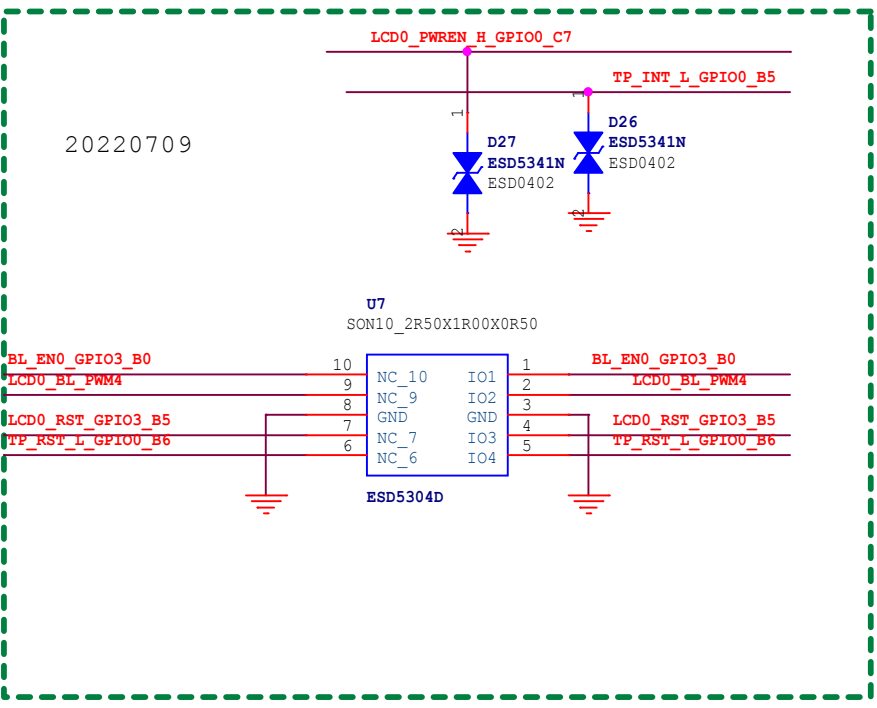 LCD0_PWREN_H_GPIO0_C7
TP_INT_L_GPIO0_B5
1
1
20220709
D27
ESD5341N
ESD0402
D26
ESD5341N
ESD0402
2
2
U7
SON10_2R50X1R00X0R50
BL_EN0_GPIO3_B0
10
NC_10
IO1
1
BL_EN0_GPIO3_B0
LCD0_BL_PWM4
9
NC_9
IO2
2
LCD0_BL_PWM4
8
GND
GND
3
LCD0_RST_GPIO3_B5
7
NC_7
IO3
4
LCD0_RST_GPIO3_B5
TP_RST_L_GPIO0_B6
6
NC_6
IO4
5
TP_RST_L_GPIO0_B6
ESD5304D